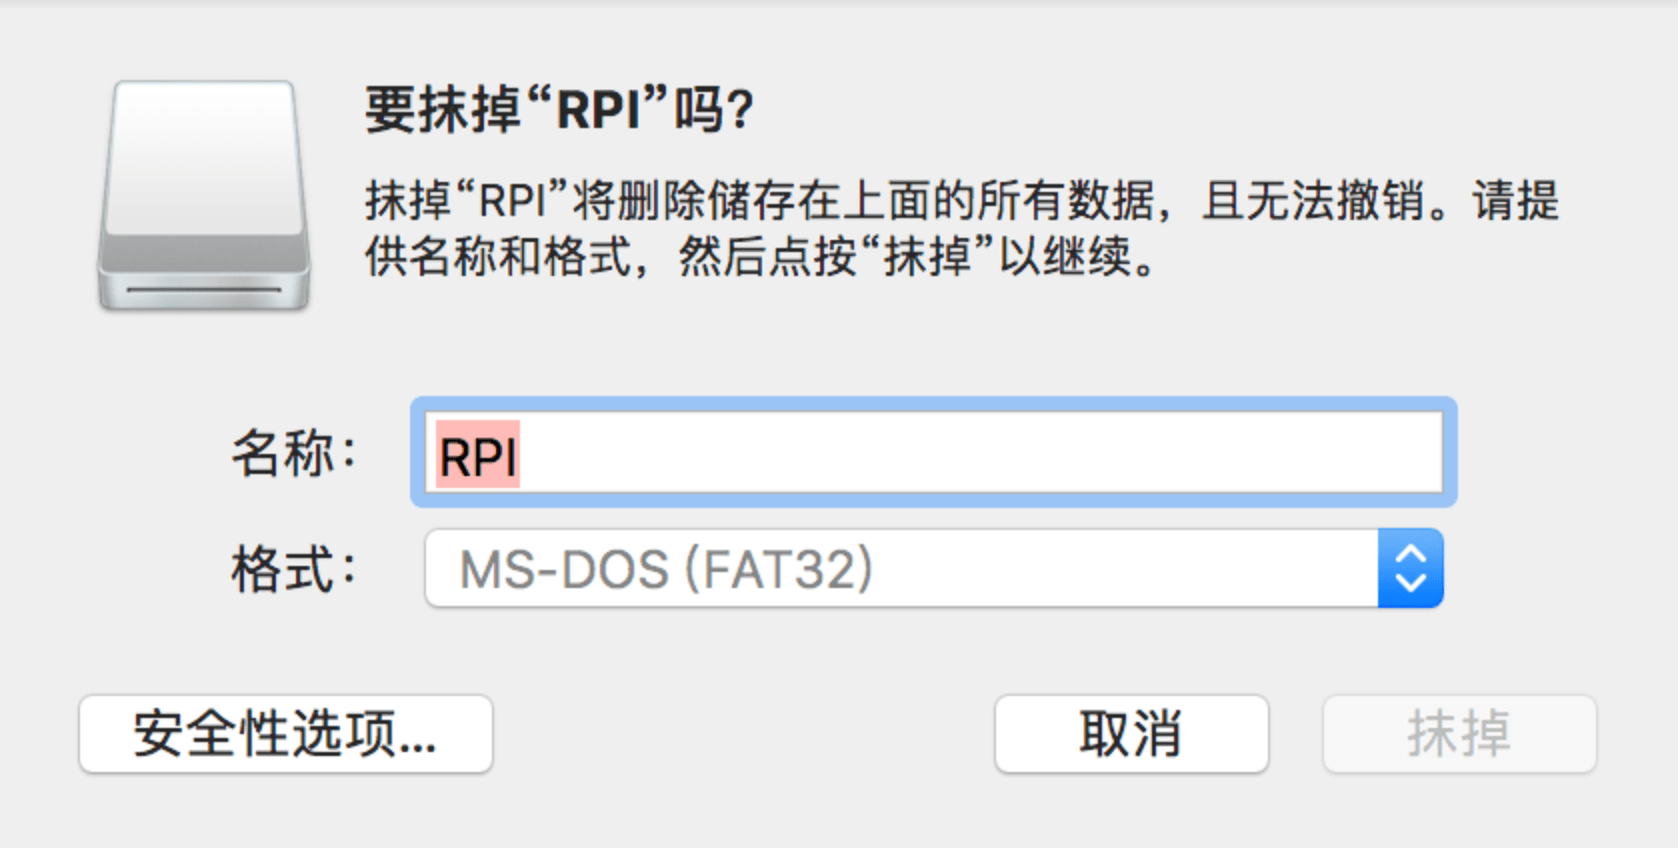 要抹掉“RPI”吗？
抹掉“RPI”将删除储存在上面的所有数据，且无法撤销。请提
供名称和格式，然后点按“抹掉”以继续。
名称：
RPI
格式：
MS-DOS (FAT32)
安全性选项...
取消
抹掉